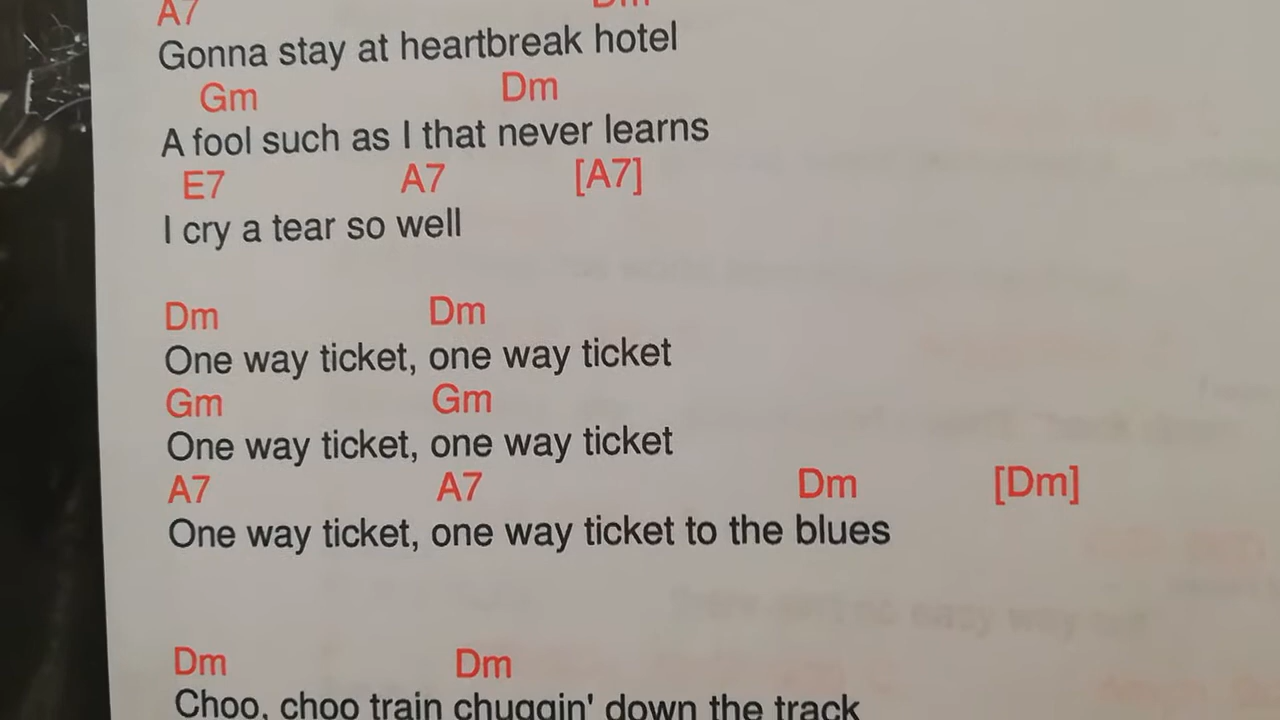 A7 Dm
Gonna stay at heartbreak hotel
Gm Dm
A fool such as I that never learns
E7 A7 [A7]
I cry a tear so well
Dm Dm
One way ticket, one way ticket
Gm Gm
One way ticket, one way ticket
A7 A7 Dm [Dm]
One way ticket, one way ticket to the blues
Dm Dm
Choo, choo train chuggin' down the track